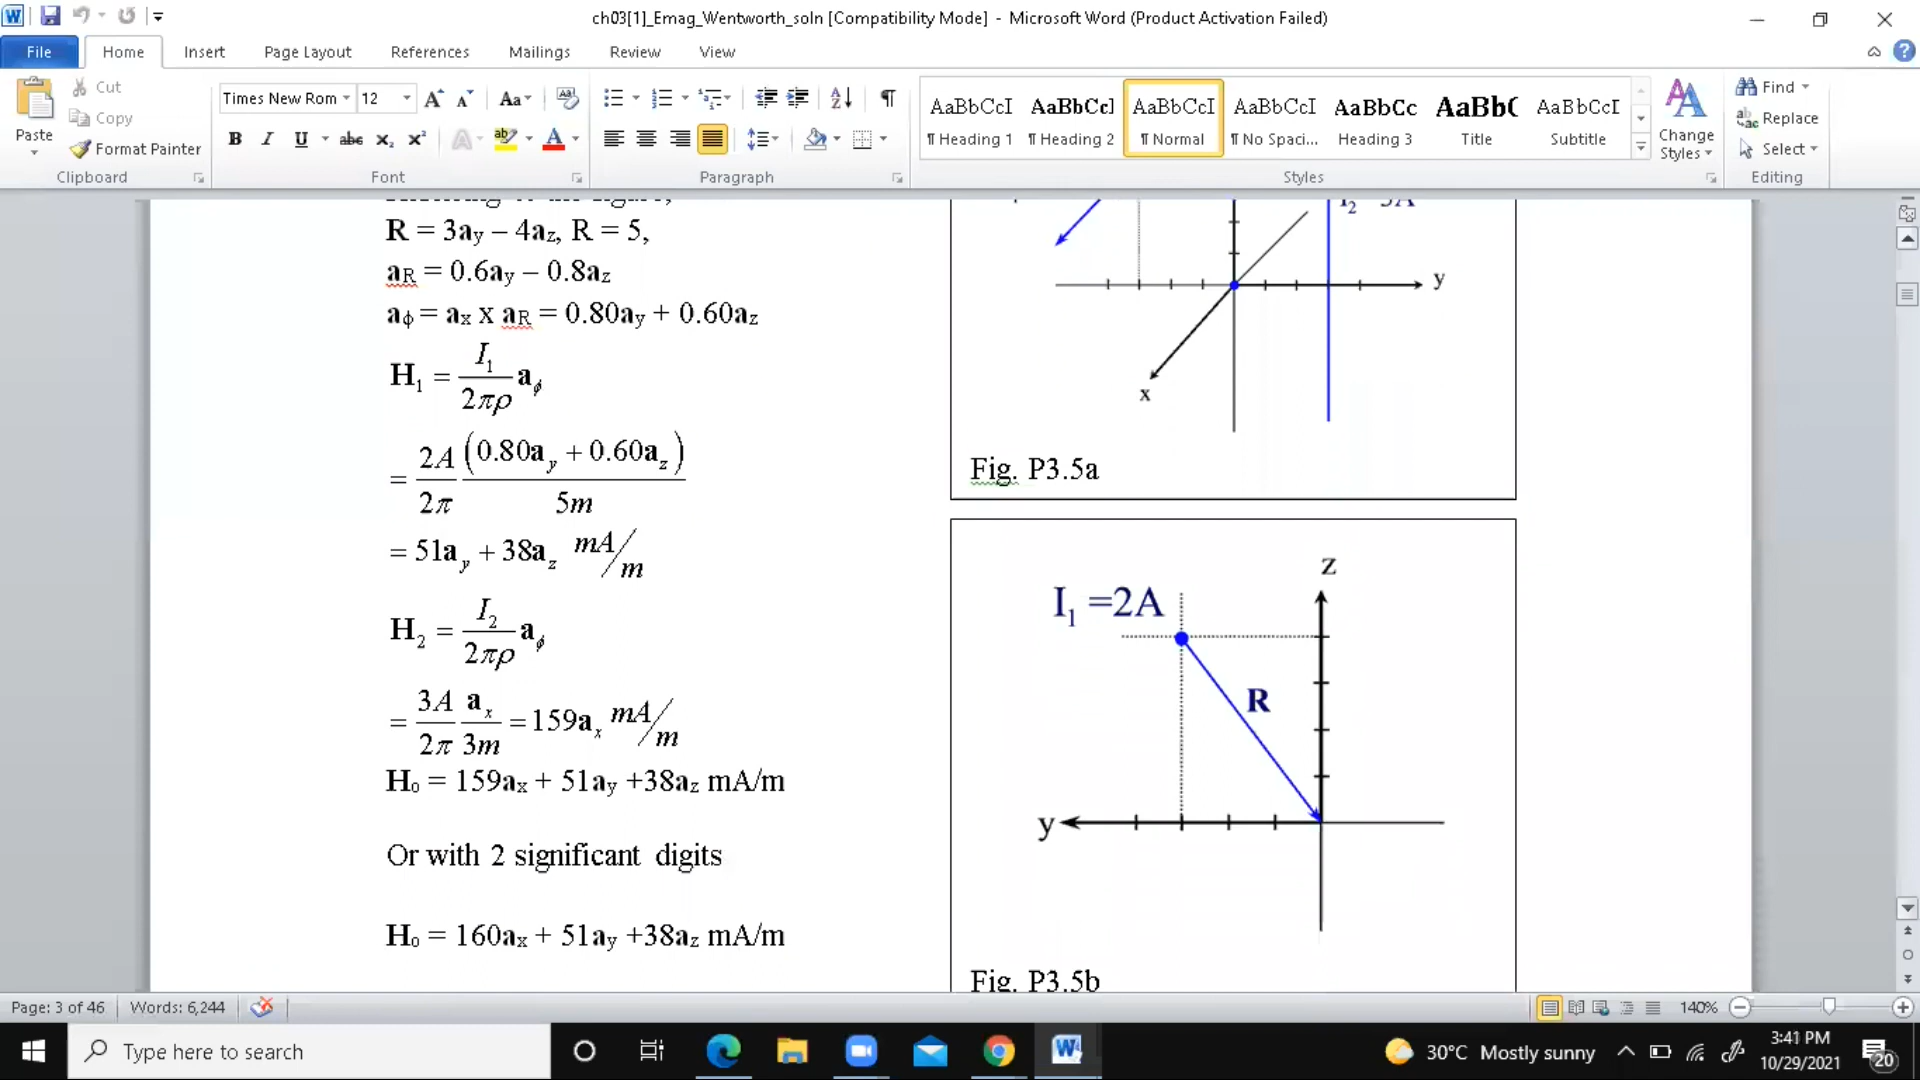 ch03[1]_Emag_Wentworth_soln [Compatibility Mode] - Microsoft Word (Product Activation Failed)
File Home Insert Page Layout References Mailings Review View
Paste
Cut
Copy
Format Painter
Clipboard
Times New Rom 12
Font
Paragraph
AaBbCcI AaBbCcI AaBbCcI AaBbCcI AaBbCc AaBbC AaBbCcI
¶ Heading 1 ¶ Heading 2 ¶ Normal ¶ No Spaci... Heading 3 Title Subtitle
Change Styles
Styles
Find
Replace
Select
Editing
R = 3ay – 4az, R = 5,
aR = 0.6ay – 0.8az
aϕ = ax x aR = 0.80ay + 0.60az
H₁ = I₁/2πρ aϕ
= 2A/2π (0.80ay + 0.60az)/5m
= 51ay + 38az mA/m
H₂ = I₂/2πρ aϕ
= 3A/2π ax/3m = 159ax mA/m
Ho = 159ax + 51ay +38az mA/m
Or with 2 significant digits
Ho = 160ax + 51ay +38az mA/m
y
x
Fig. P3.5a
z
I₁ =2A
R
y
Fig. P3.5b
Page: 3 of 46 Words: 6,244 140%
Type here to search
30°C Mostly sunny
3:41 PM
10/29/2021
20